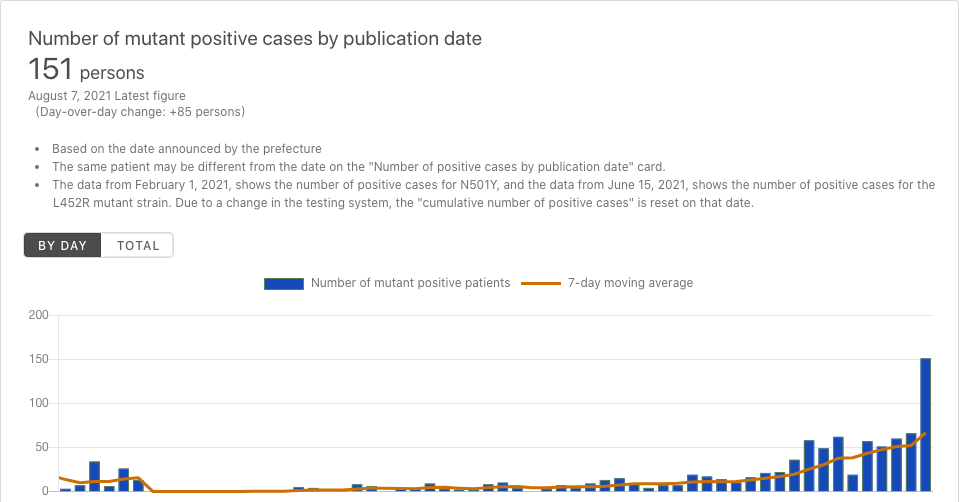 Number of mutant positive cases by publication date
151 persons
August 7, 2021 Latest figure
(Day-over-day change: +85 persons)
• Based on the date announced by the prefecture
• The same patient may be different from the date on the "Number of positive cases by publication date" card.
• The data from February 1, 2021, shows the number of positive cases for N501Y, and the data from June 15, 2021, shows the number of positive cases for the
L452R mutant strain. Due to a change in the testing system, the "cumulative number of positive cases" is reset on that date.
BY DAY TOTAL
Number of mutant positive patients 7-day moving average
200
150
100
50
0